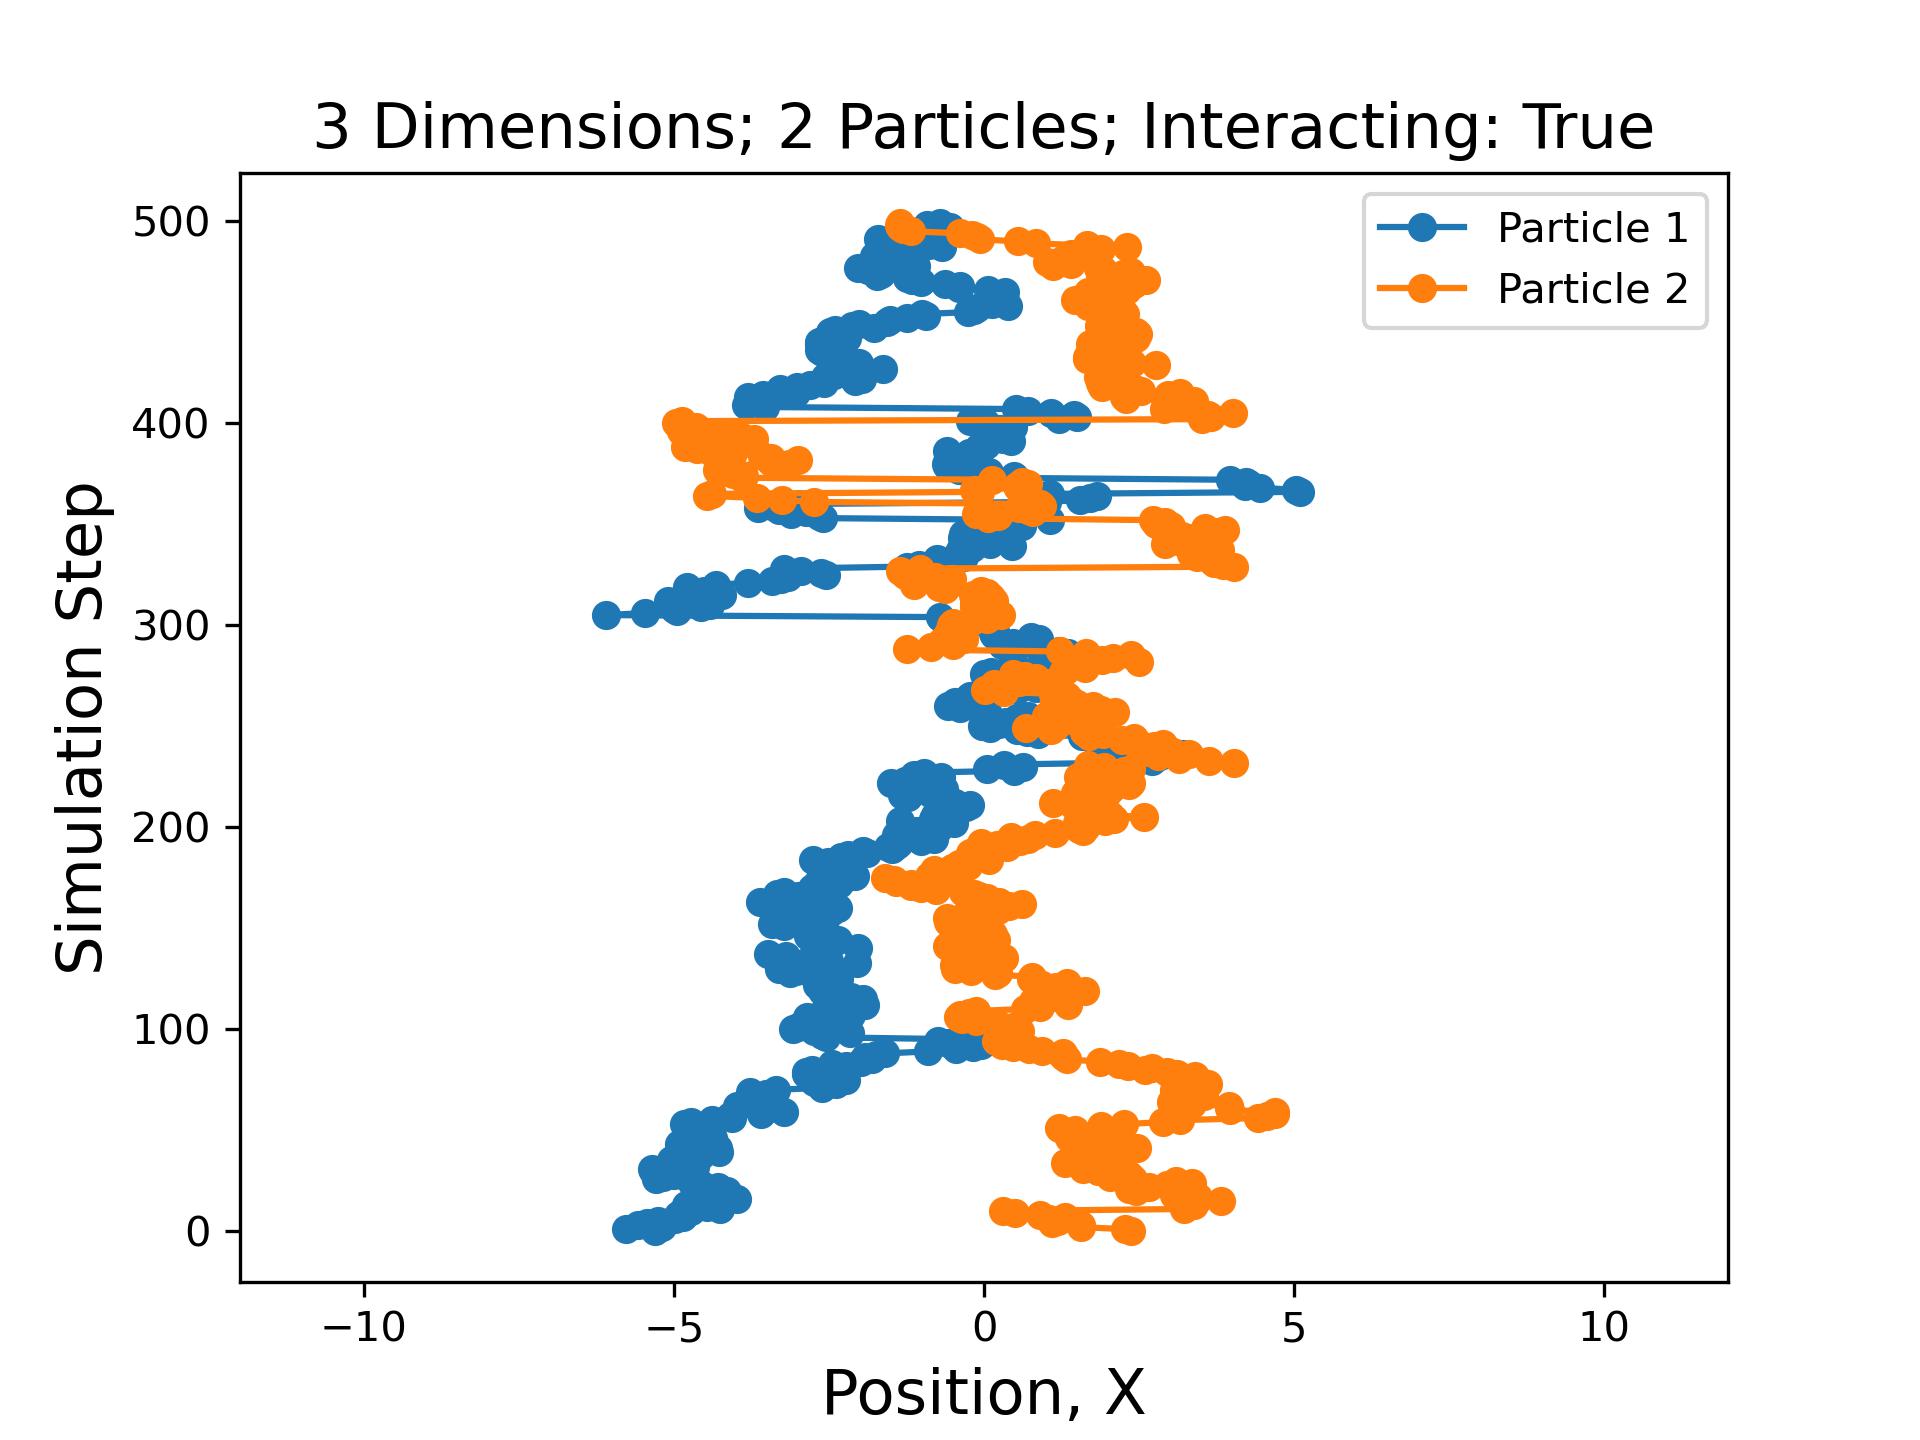 3 Dimensions; 2 Particles; Interacting: True
Particle 1
Particle 2
500
400
300
200
100
0
Simulation Step
−10
−5
0
5
10
Position, X